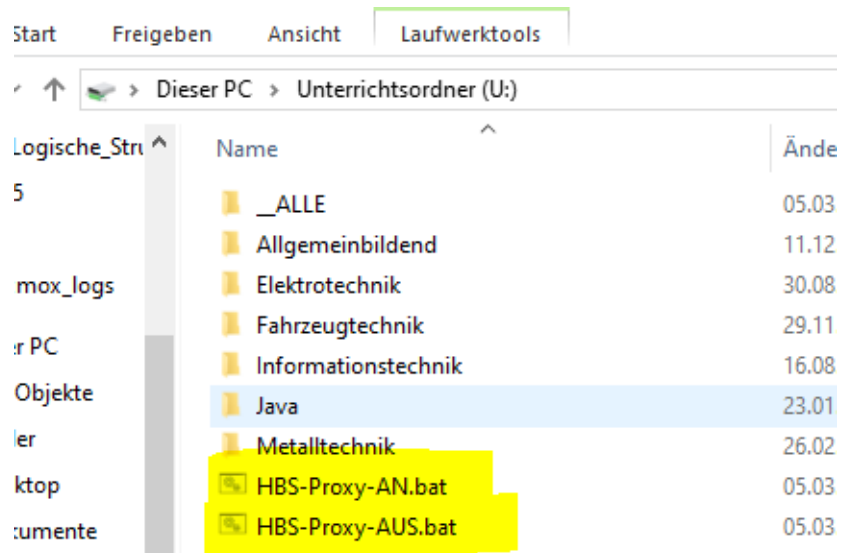 Start Freigeben Ansicht Laufwerktools
Dieser PC > Unterrichtsordner (U:)
Logische_Stru
Name Ände
5
__ALLE 05.03
Allgemeinbildend 11.12
mox_logs Elektrotechnik 30.08
Fahrzeugtechnik 29.11
er PC
Informationstechnik 16.08
Objekte Java 23.01
ler Metalltechnik 26.02
ktop HBS-Proxy-AN.bat 05.03
kumente HBS-Proxy-AUS.bat 05.03